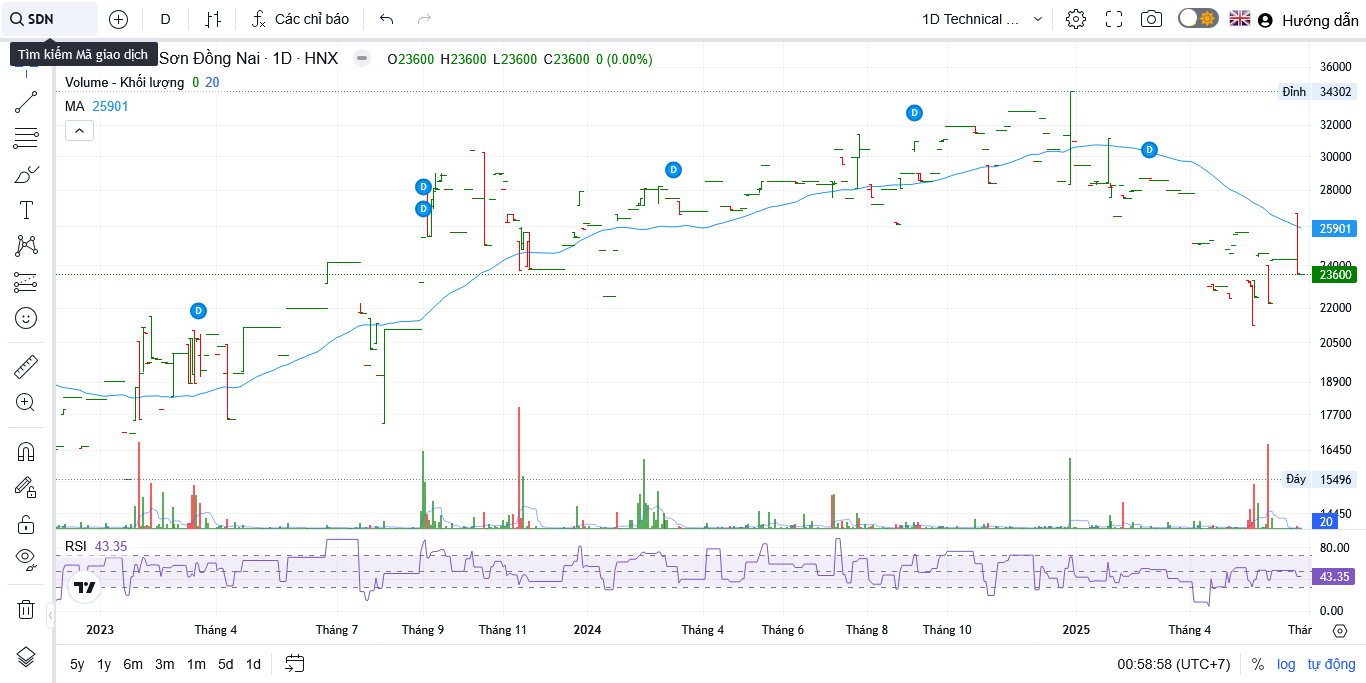 SDN
D
Các chỉ báo
1D Technical ...
Hướng dẫn
Tìm kiếm Mã giao dịch
Sơn Đồng Nai · 1D · HNX
O23600 H23600 L23600 C23600 0 (0.00%)
Volume - Khối lượng 0 20
MA 25901
36000
Đỉnh 34302
32000
30000
28000
25901
24000
23600
22000
20500
18900
17700
16450
Đáy 15496
14450
20
D
D
D
D
D
D
RSI 43.35
80.00
43.35
0.00
2023 Tháng 4 Tháng 7 Tháng 9 Tháng 11 2024 Tháng 4 Tháng 6 Tháng 8 Tháng 10 2025 Tháng 4 Thár
5y 1y 6m 3m 1m 5d 1d
00:58:58 (UTC+7) % log tự động